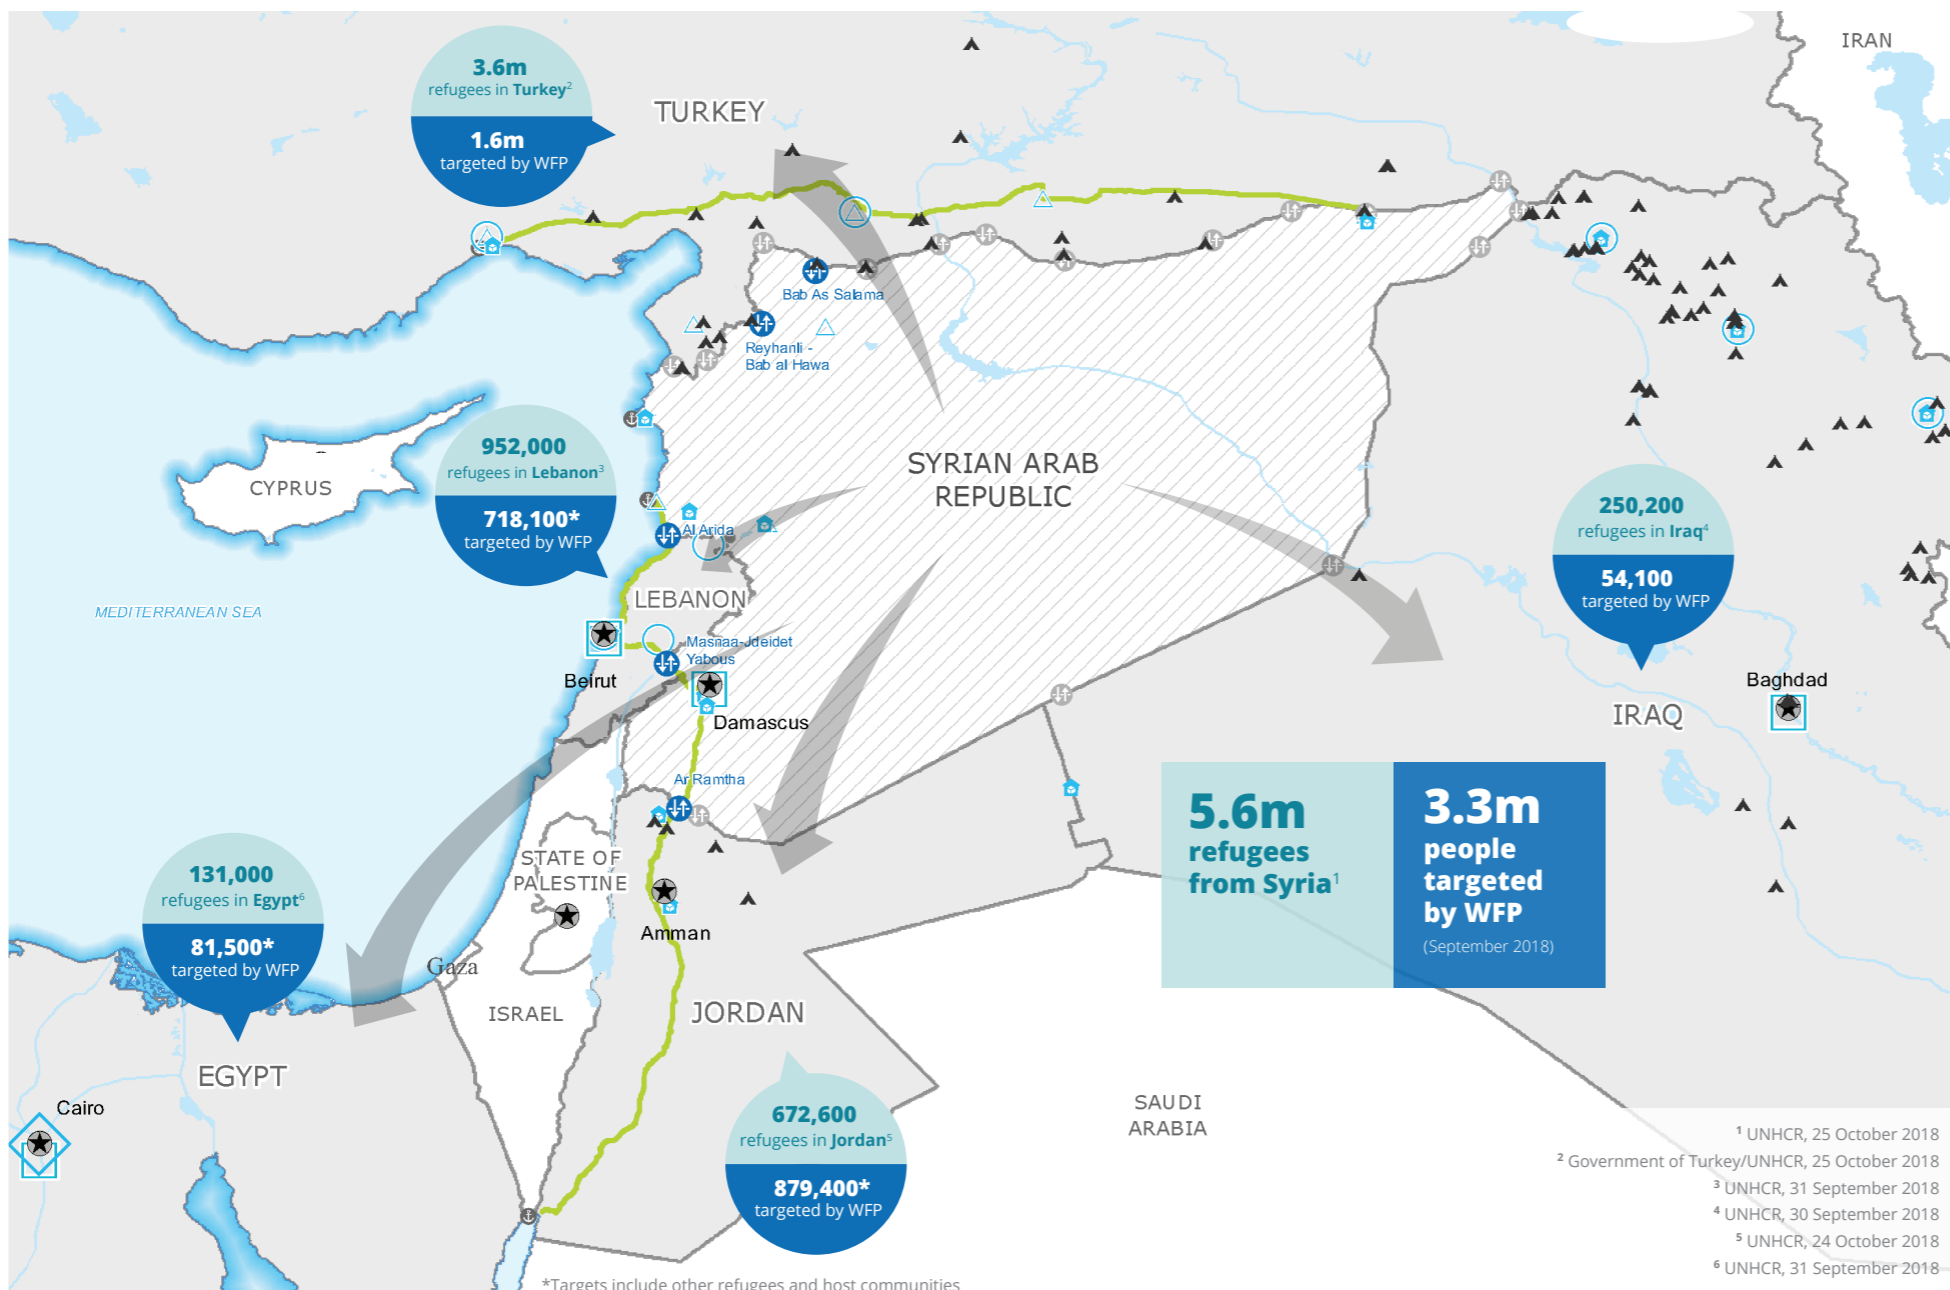 IRAN
3.6m
refugees in Turkey2
1.6m
targeted by WFP
TURKEY
Bab As Salama
Reyhanli -
Bab al Hawa
CYPRUS
952,000
refugees in Lebanon3
718,100*
targeted by WFP
SYRIAN ARAB
REPUBLIC
Al Arida
250,200
refugees in Iraq4
54,100
targeted by WFP
MEDITERRANEAN SEA
LEBANON
Masnaa-Jdeidet
Yabous
Beirut
Damascus
Baghdad
IRAQ
Ar Ramtha
5.6m
refugees
from Syria1
3.3m
people
targeted
by WFP
(September 2018)
STATE OF
PALESTINE
131,000
refugees in Egypt6
81,500*
targeted by WFP
Amman
Gaza
ISRAEL
JORDAN
EGYPT
Cairo
672,600
refugees in Jordan5
879,400*
targeted by WFP
SAUDI
ARABIA
1 UNHCR, 25 October 2018
2 Government of Turkey/UNHCR, 25 October 2018
3 UNHCR, 31 September 2018
4 UNHCR, 30 September 2018
5 UNHCR, 24 October 2018
6 UNHCR, 31 September 2018
*Targets include other refugees and host communities